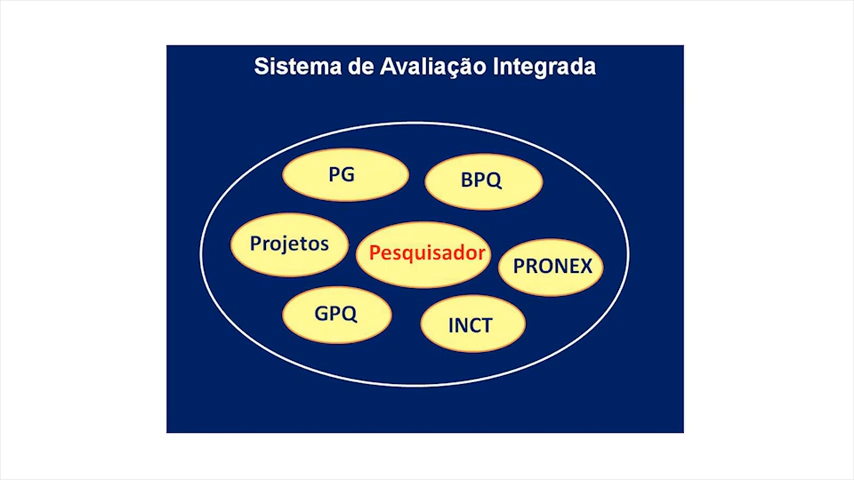 Sistema de Avaliação Integrada
PG
BPQ
Projetos
Pesquisador
PRONEX
GPQ
INCT